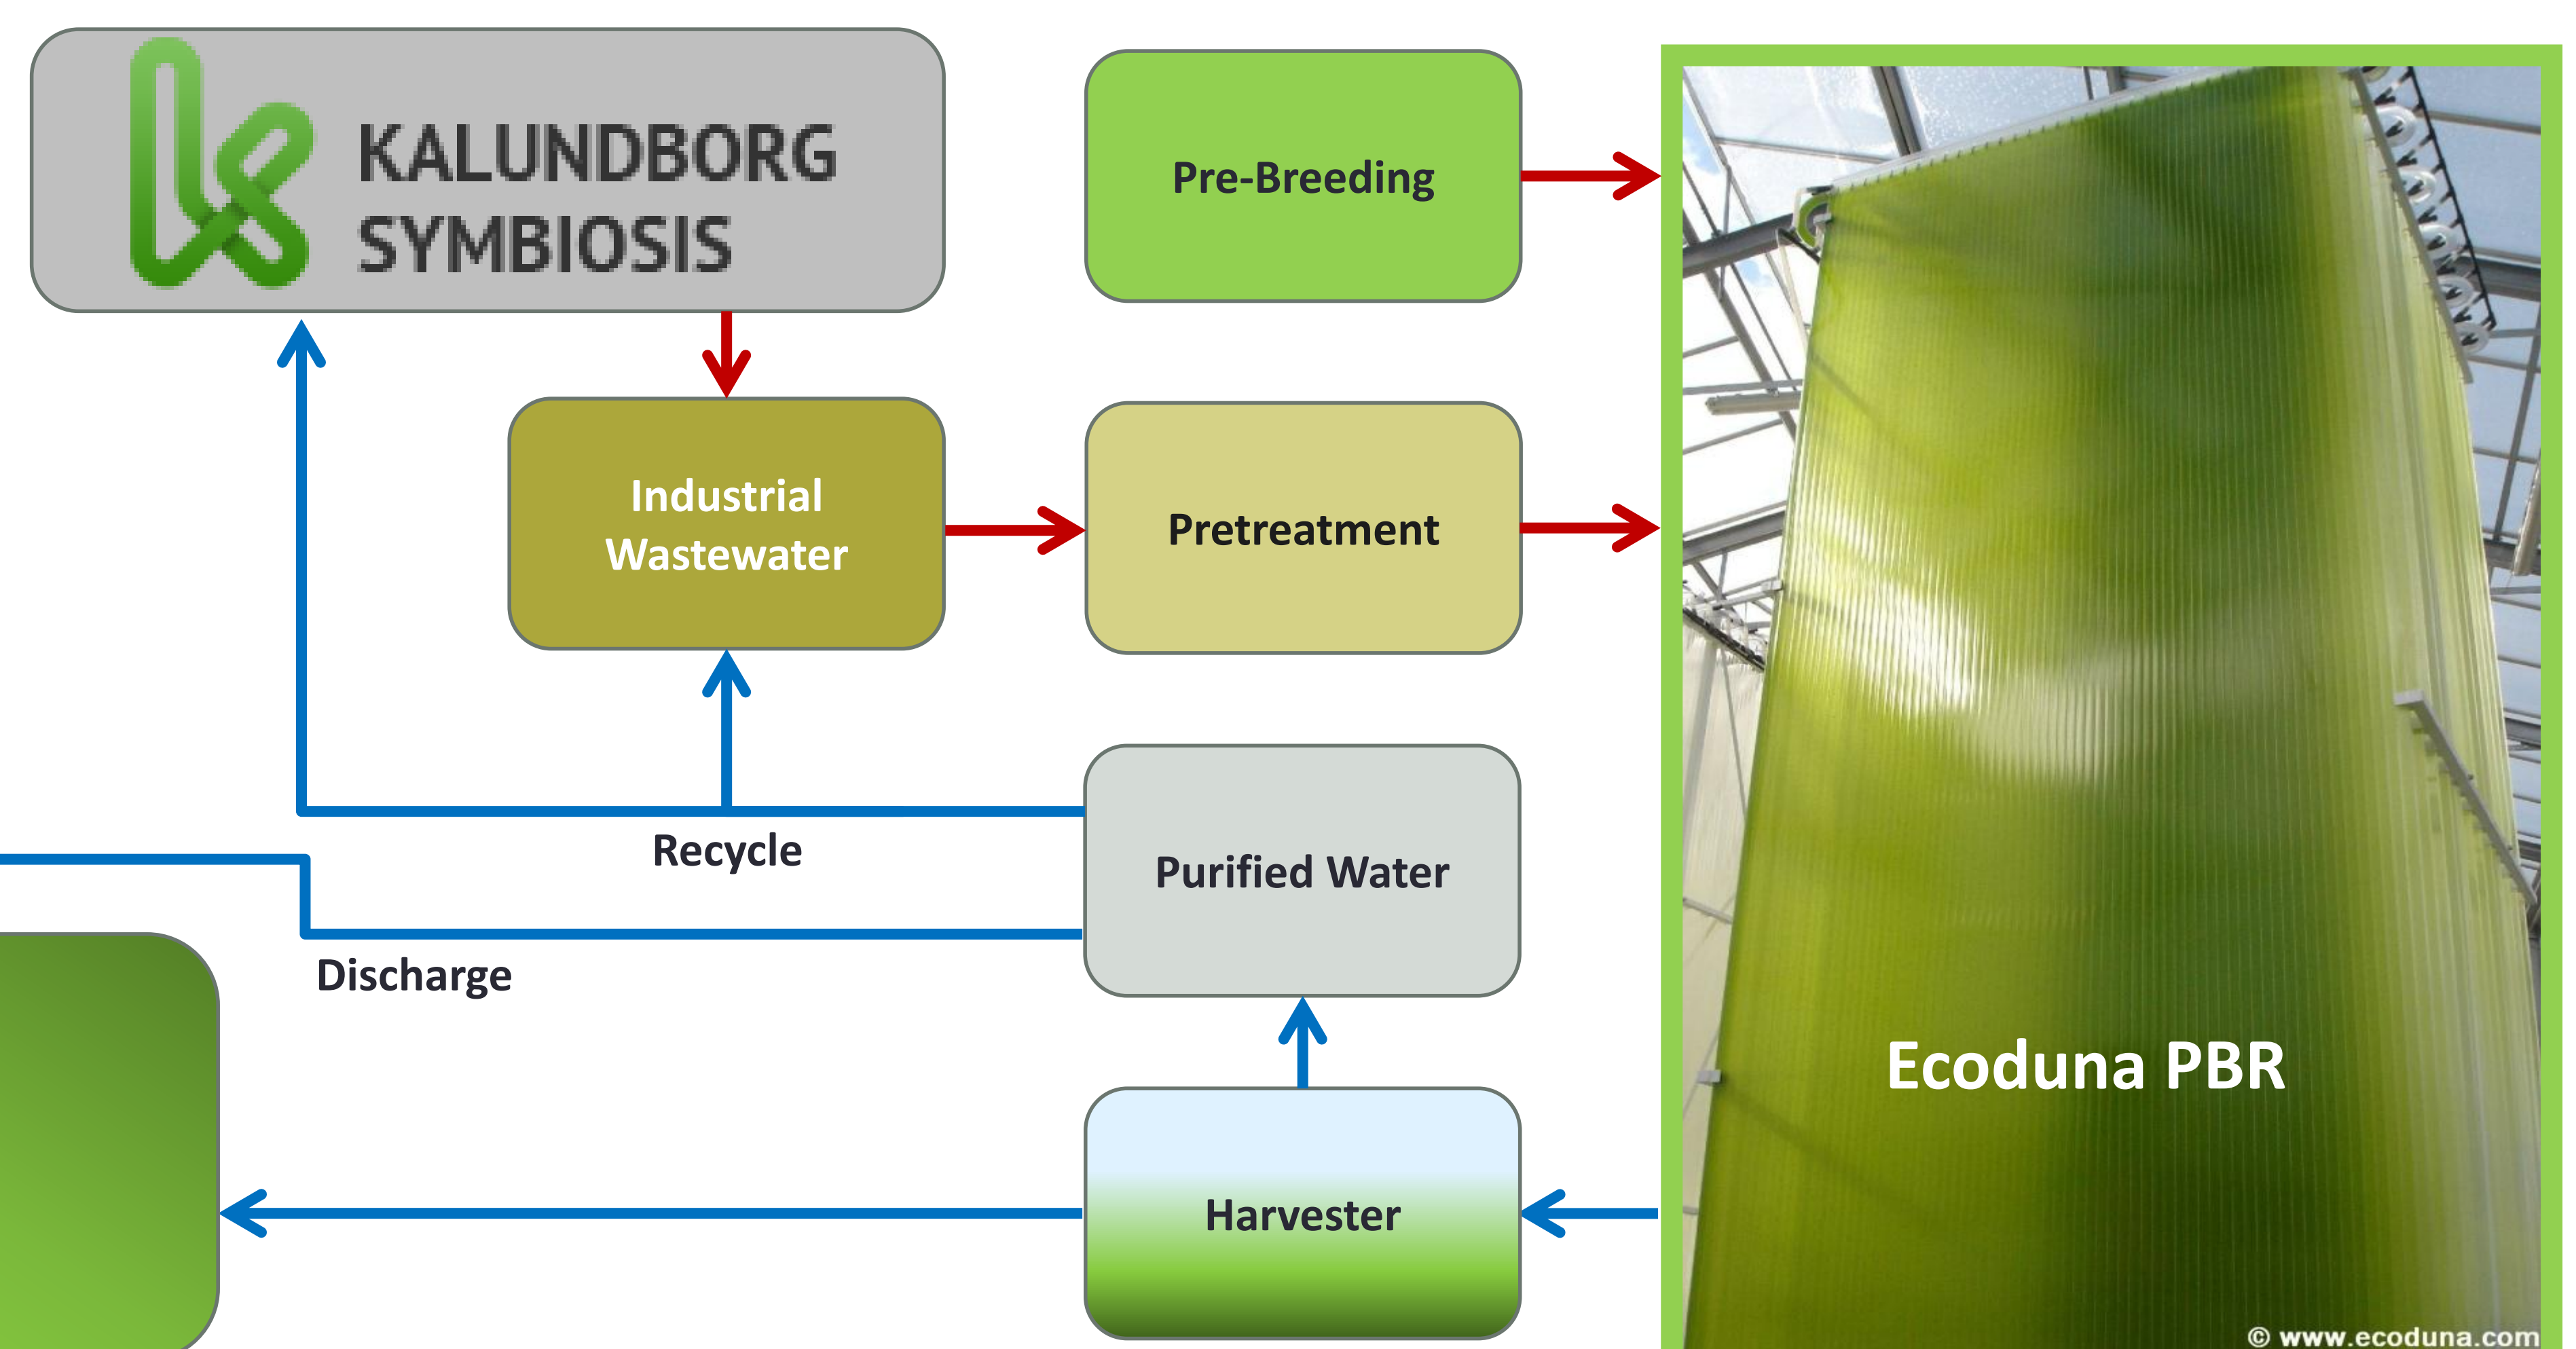 KALUNDBORG
SYMBIOSIS
Pre-Breeding
Industrial
Wastewater
Pretreatment
Recycle
Purified Water
Discharge
Harvester
Ecoduna PBR
© www.ecoduna.com